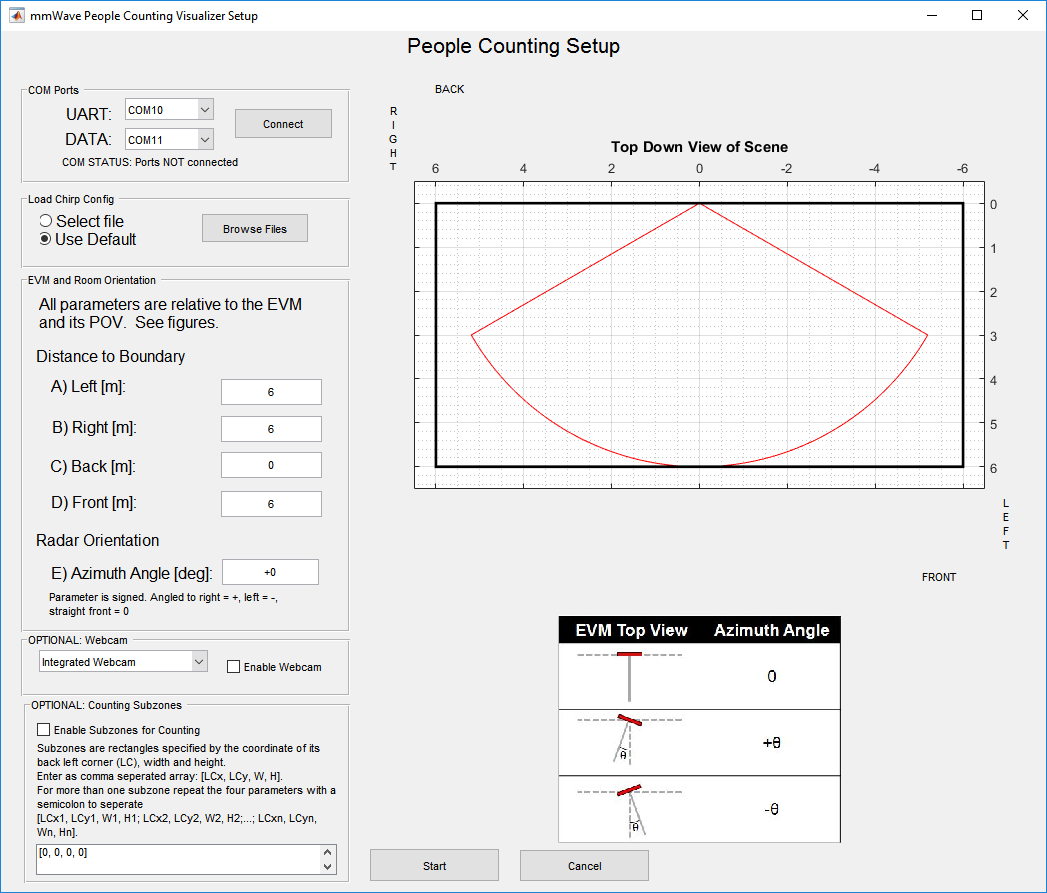 mmWave People Counting Visualizer Setup
People Counting Setup
COM Ports
UART: COM10
DATA: COM11
Connect
COM STATUS: Ports NOT connected
Load Chirp Config
Select file
Use Default
Browse Files
EVM and Room Orientation
All parameters are relative to the EVM
and its POV. See figures.
Distance to Boundary
A) Left [m]: 6
B) Right [m]: 6
C) Back [m]: 0
D) Front [m]: 6
Radar Orientation
E) Azimuth Angle [deg]: +0
Parameter is signed. Angled to right = +, left = -,
straight front = 0
OPTIONAL: Webcam
Integrated Webcam
Enable Webcam
OPTIONAL: Counting Subzones
Enable Subzones for Counting
Subzones are rectangles specified by the coordinate of its
back left corner (LC), width and height.
Enter as comma seperated array: [LCx, LCy, W, H].
For more than one subzone repeat the four parameters with a
semicolon to seperate
[LCx1, LCy1, W1, H1; LCx2, LCy2, W2, H2;...; LCxn, LCyn,
Wn, Hn].
[0, 0, 0, 0]
BACK
RIGHT
Top Down View of Scene
6 4 2 0 -2 -4 -6
0
1
2
3
4
5
6
LEFT
FRONT
EVM Top View Azimuth Angle
0
θ +θ
θ -θ
Start Cancel